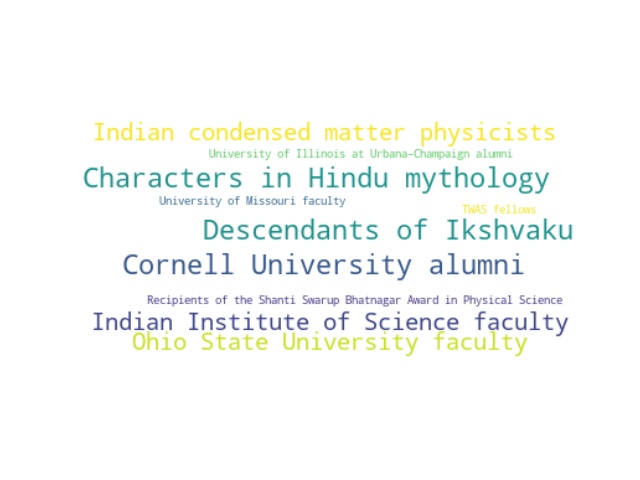 Indian condensed matter physicists
University of Illinois at Urbana–Champaign alumni
Characters in Hindu mythology
University of Missouri faculty
TWAS fellows
Descendants of Ikshvaku
Cornell University alumni
Recipients of the Shanti Swarup Bhatnagar Award in Physical Science
Indian Institute of Science faculty
Ohio State University faculty